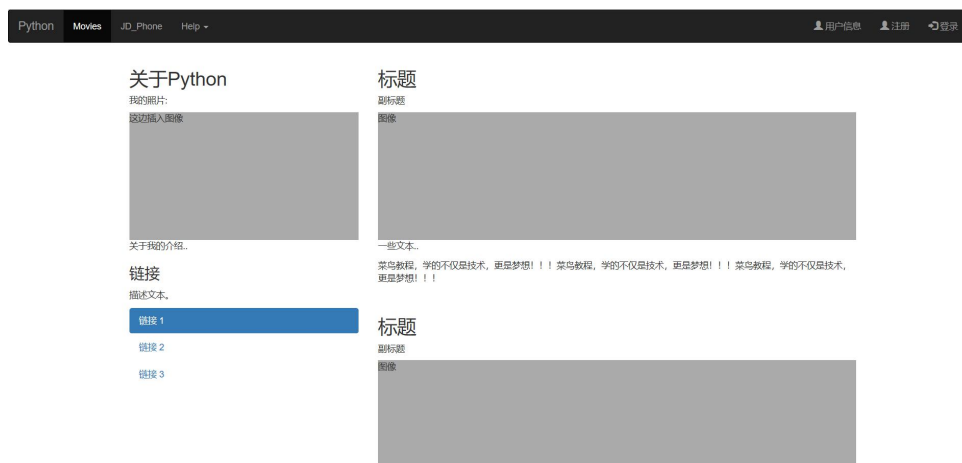 Python Movies JD_Phone Help 用户信息 注册 登录
关于Python
我的照片:
这边插入图像
关于我的介绍..
链接
描述文本。
链接 1
链接 2
链接 3
标题
副标题
图像
一些文本..
菜鸟教程，学的不仅是技术，更是梦想！！！菜鸟教程，学的不仅是技术，更是梦想！！！菜鸟教程，学的不仅是技术，
更是梦想！！！
标题
副标题
图像